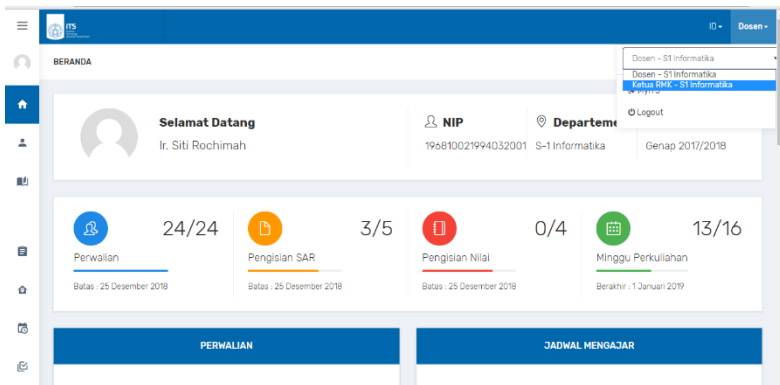 ITS
ID
Dosen
BERANDA
Dosen - S1 Informatika
Dosen - S1 Informatika
Ketua RMK - S1 Informatika
Logout
Selamat Datang
Ir. Siti Rochimah
NIP
196810021994032001
Departeme
S-1 Informatika
Genap 2017/2018
24/24
Perwalian
Batas : 25 Desember 2018
3/5
Pengisian SAR
Batas : 25 Desember 2018
0/4
Pengisian Nilai
Batas : 25 Desember 2018
13/16
Minggu Perkuliahan
Berakhir : 1 Januari 2019
PERWALIAN
JADWAL MENGAJAR